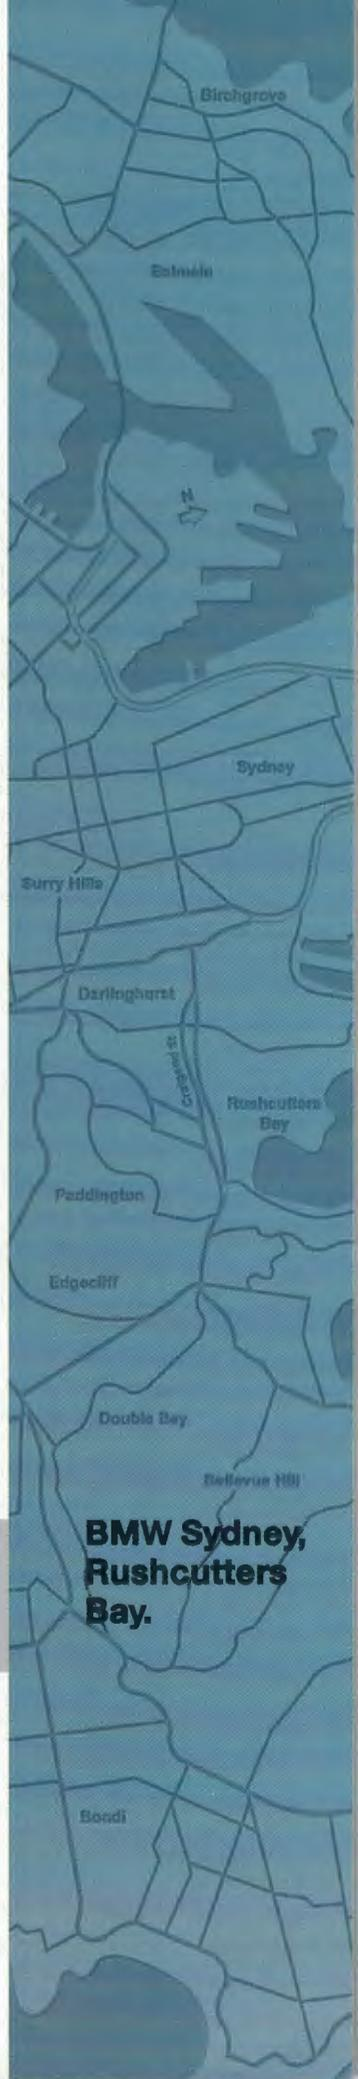 Birchgrove
Balmain
N
Sydney
Surry Hills
Darlinghurst
Craigend St
Rushcutters
Bay
Paddington
Edgecliff
Double Bay
Bellevue Hill
BMW Sydney,
Rushcutters
Bay.
Bondi